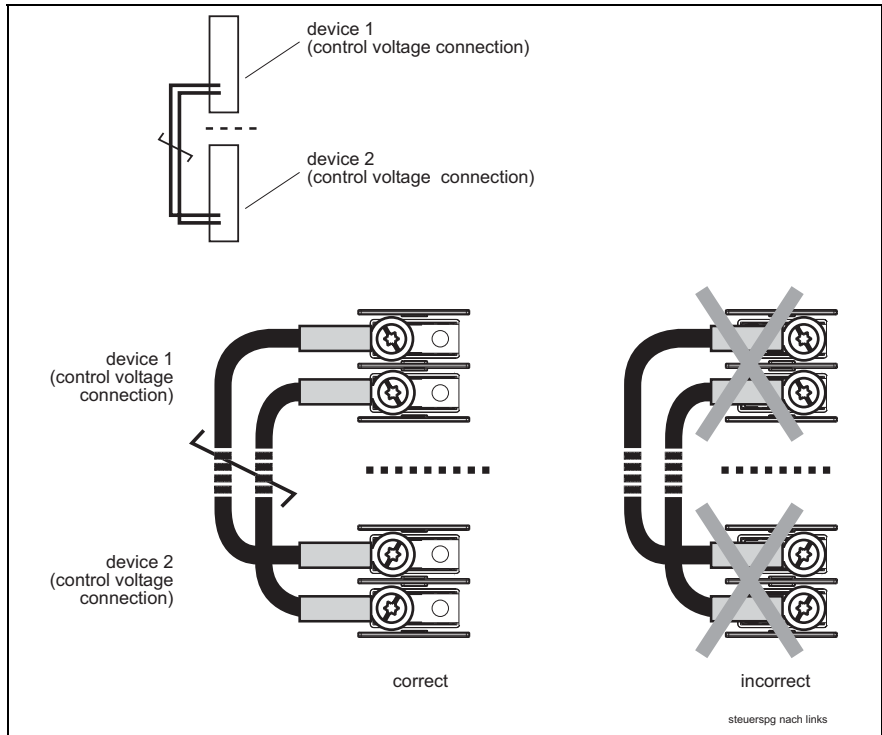 device 1
(control voltage connection)
device 2
(control voltage connection)
device 1
(control voltage
connection)
device 2
(control voltage
connection)
correct
incorrect
steuerspg nach links